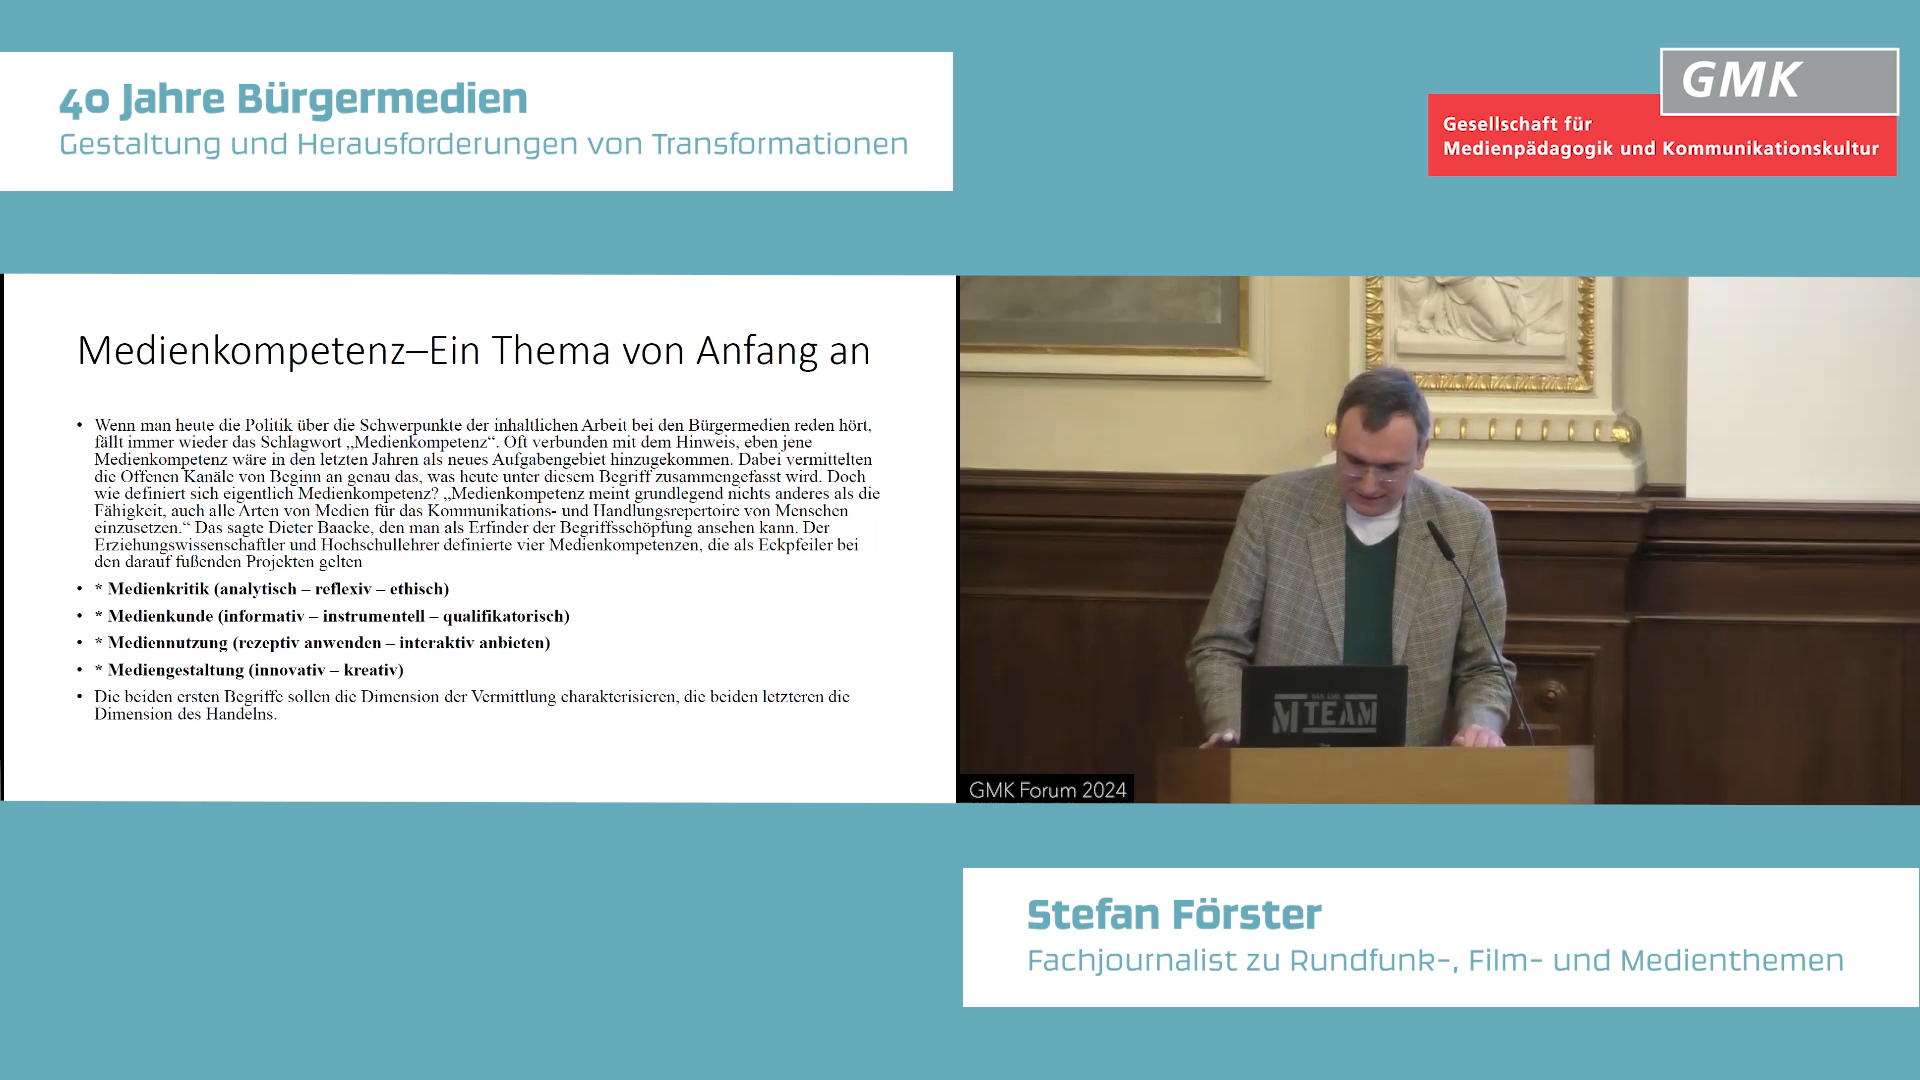 40 Jahre Bürgermedien
Gestaltung und Herausforderungen von Transformationen
GMK
Gesellschaft für
Medienpädagogik und Kommunikationskultur
Medienkompetenz–Ein Thema von Anfang an
• Wenn man heute die Politik über die Schwerpunkte der inhaltlichen Arbeit bei den Bürgermedien reden hört,
fällt immer wieder das Schlagwort „Medienkompetenz“. Oft verbunden mit dem Hinweis, eben jene
Medienkompetenz wäre in den letzten Jahren als neues Aufgabengebiet hinzugekommen. Dabei vermittelten
die Offenen Kanäle von Beginn an genau das, was heute unter diesem Begriff zusammengefasst wird. Doch
wie definiert sich eigentlich Medienkompetenz? „Medienkompetenz meint grundlegend nichts anderes als die
Fähigkeit, auch alle Arten von Medien für das Kommunikations- und Handlungsrepertoire von Menschen
einzusetzen.“ Das sagte Dieter Baacke, den man als Erfinder der Begriffsschöpfung ansehen kann. Der
Erziehungswissenschaftler und Hochschullehrer definierte vier Medienkompetenzen, die als Eckpfeiler bei
den darauf fußenden Projekten gelten
• * Medienkritik (analytisch – reflexiv – ethisch)
• * Medienkunde (informativ – instrumentell – qualifikatorisch)
• * Mediennutzung (rezeptiv anwenden – interaktiv anbieten)
• * Mediengestaltung (innovativ – kreativ)
• Die beiden ersten Begriffe sollen die Dimension der Vermittlung charakterisieren, die beiden letzteren die
Dimension des Handelns.
M TEAM
GMK Forum 2024
Stefan Förster
Fachjournalist zu Rundfunk-, Film- und Medienthemen